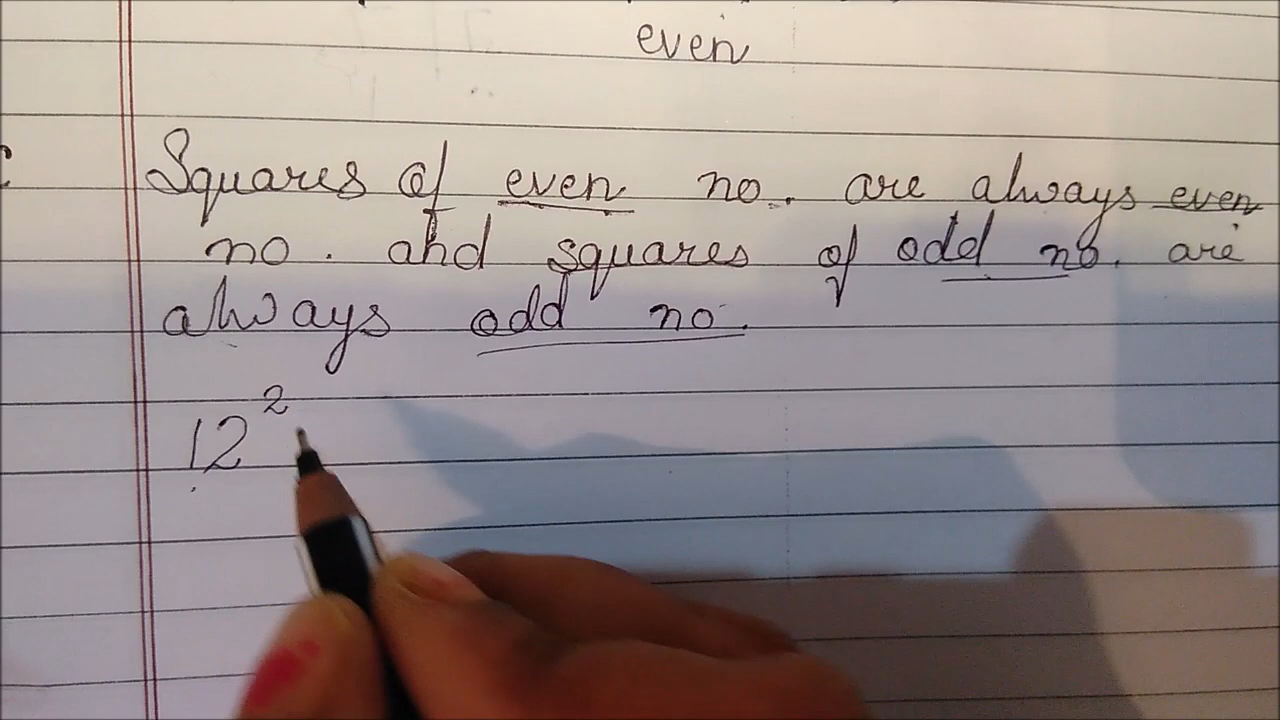 even
Squares of even no. are always even
no. and squares of odd no. are
always odd no.
12²